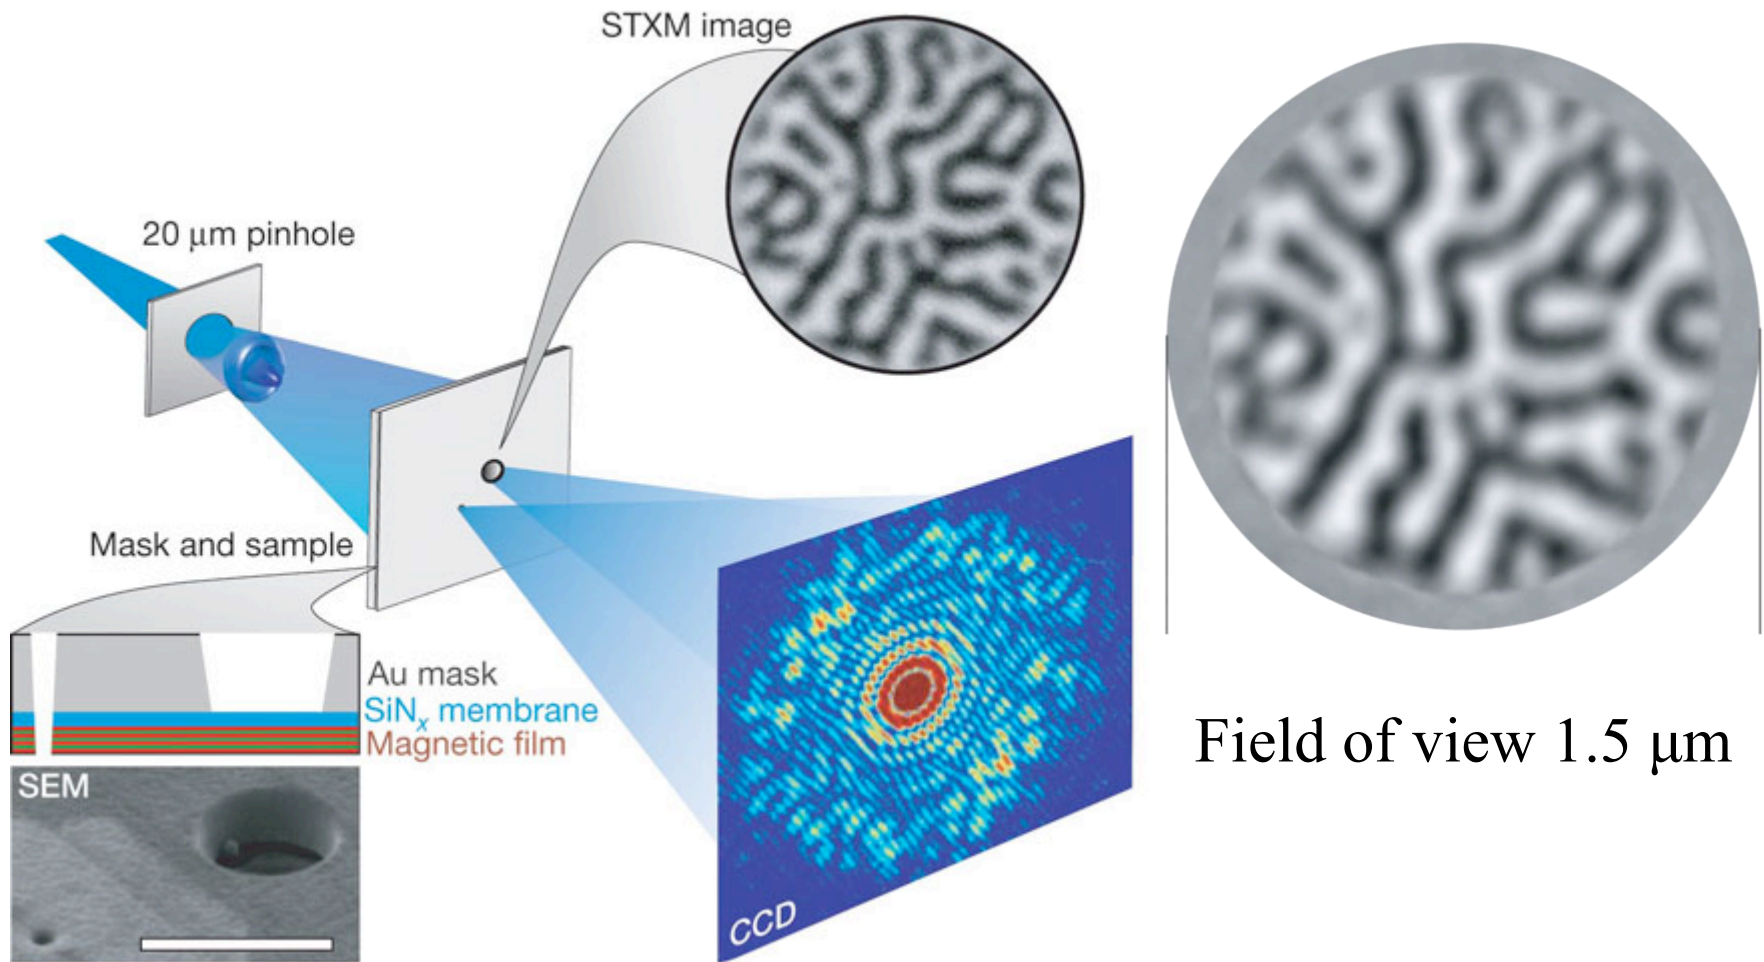 STXM image
20 μm pinhole
Mask and sample
Au mask
SiNx membrane
Magnetic film
SEM
CCD
Field of view 1.5 μm